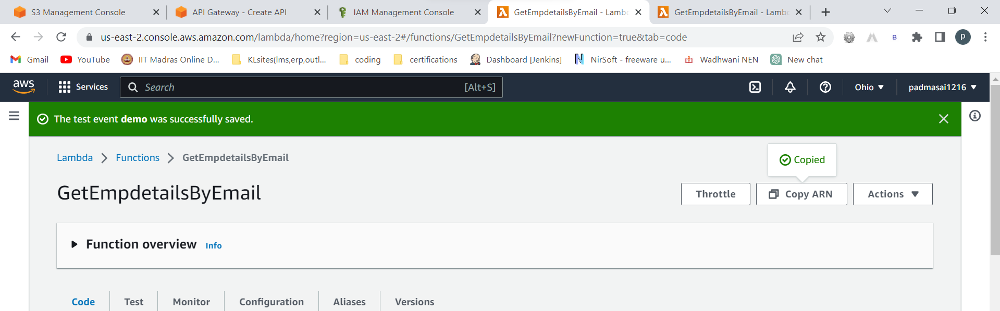 S3 Management Console
API Gateway - Create API
IAM Management Console
GetEmpdetailsByEmail - Lambd
GetEmpdetailsByEmail - Lambd
us-east-2.console.aws.amazon.com/lambda/home?region=us-east-2#/functions/GetEmpdetailsByEmail?newFunction=true&tab=code
B
p
Gmail
YouTube
IIT Madras Online D...
KLsites(lms,erp,outl...
coding
certifications
Dashboard [Jenkins]
NirSoft - freeware u...
Wadhwani NEN
New chat
aws
Services
Search
[Alt+S]
Ohio
padmasai1216
The test event demo was successfully saved.
Lambda
Functions
GetEmpdetailsByEmail
Copied
GetEmpdetailsByEmail
Throttle
Copy ARN
Actions
Function overview Info
Code
Test
Monitor
Configuration
Aliases
Versions